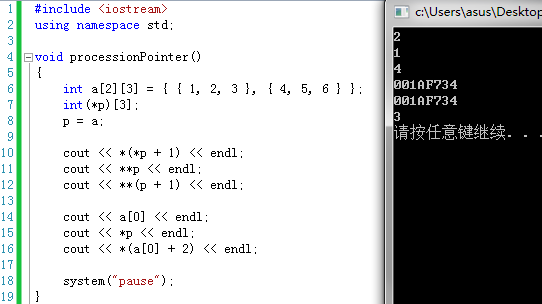 1 #include <iostream>
2 using namespace std;
3
4 void processionPointer()
5 {
6 int a[2][3] = { { 1, 2, 3 }, { 4, 5, 6 } };
7 int(*p)[3];
8 p = a;
9
10 cout << *(*p + 1) << endl;
11 cout << **p << endl;
12 cout << **(p + 1) << endl;
13
14 cout << a[0] << endl;
15 cout << *p << endl;
16 cout << *(a[0] + 2) << endl;
17
18 system("pause");
19 }
c:\Users\asus\Desktop
2
1
4
001AF734
001AF734
3
请按任意键继续. . .